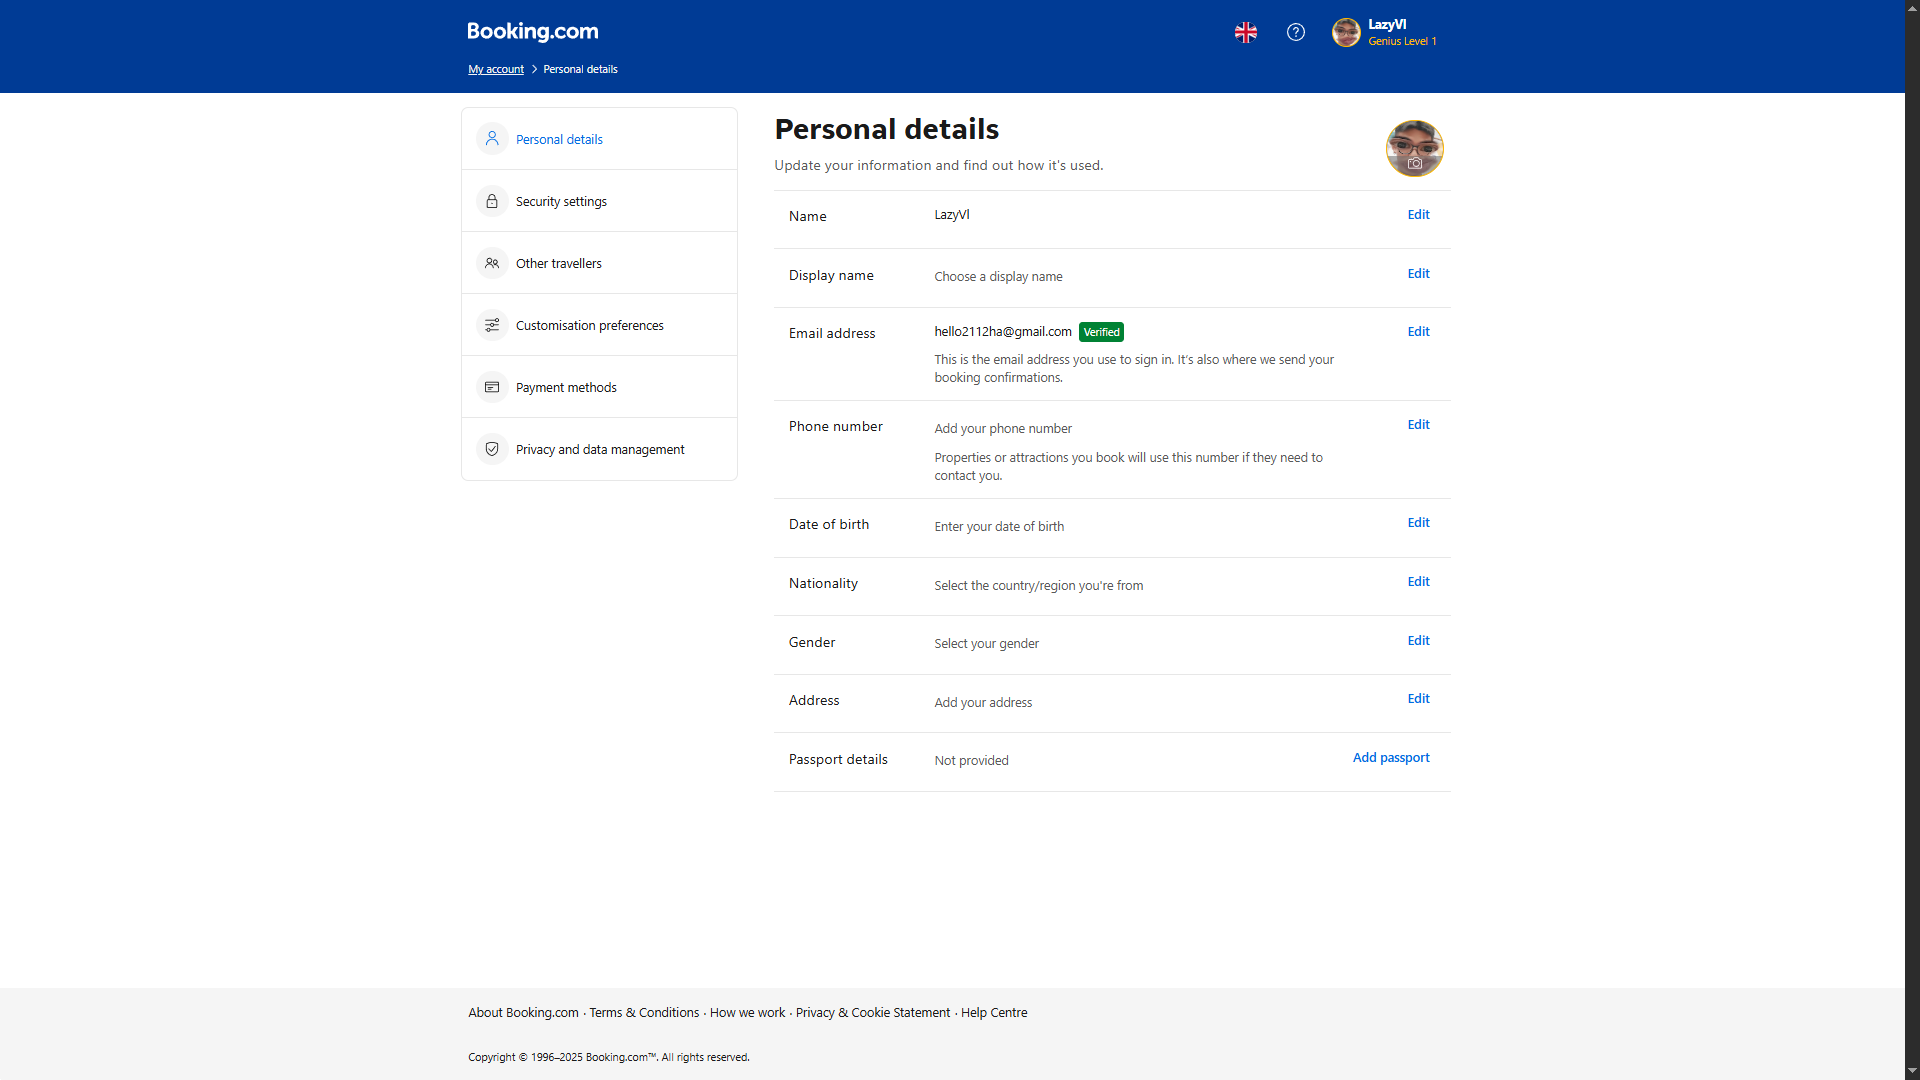 Booking.com
LazyVl
Genius Level 1
My account > Personal details
Personal details
Security settings
Other travellers
Customisation preferences
Payment methods
Privacy and data management
Personal details
Update your information and find out how it's used.
Name LazyVl Edit
Display name Choose a display name Edit
Email address hello2112ha@gmail.com Verified Edit
This is the email address you use to sign in. It's also where we send your
booking confirmations.
Phone number Add your phone number Edit
Properties or attractions you book will use this number if they need to
contact you.
Date of birth Enter your date of birth Edit
Nationality Select the country/region you're from Edit
Gender Select your gender Edit
Address Add your address Edit
Passport details Not provided Add passport
About Booking.com · Terms & Conditions · How we work · Privacy & Cookie Statement · Help Centre
Copyright © 1996–2025 Booking.com™. All rights reserved.